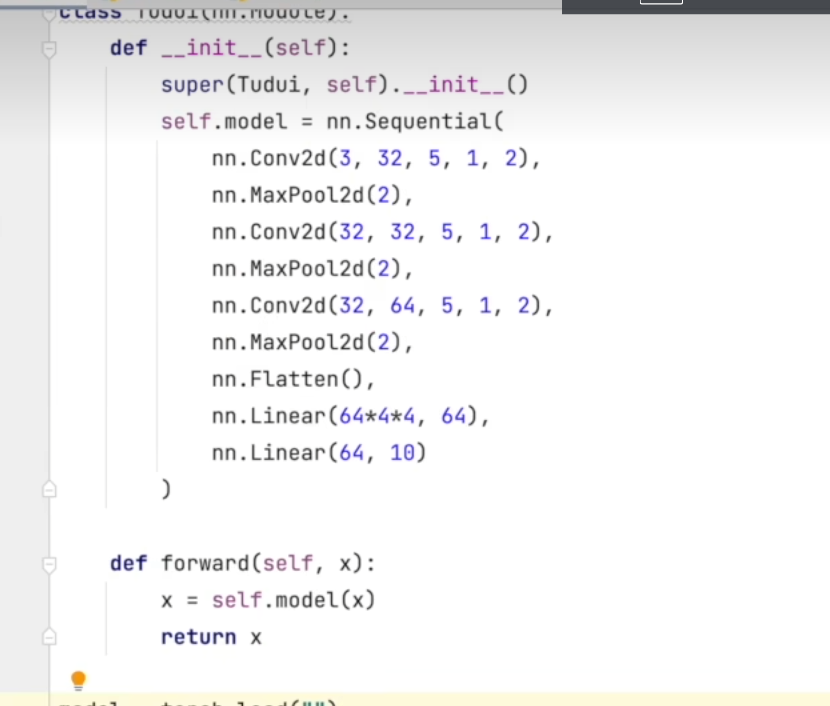 class Tudui(nn.Module):
def __init__(self):
super(Tudui, self).__init__()
self.model = nn.Sequential(
nn.Conv2d(3, 32, 5, 1, 2),
nn.MaxPool2d(2),
nn.Conv2d(32, 32, 5, 1, 2),
nn.MaxPool2d(2),
nn.Conv2d(32, 64, 5, 1, 2),
nn.MaxPool2d(2),
nn.Flatten(),
nn.Linear(64*4*4, 64),
nn.Linear(64, 10)
)
def forward(self, x):
x = self.model(x)
return x
model = torch.load("")